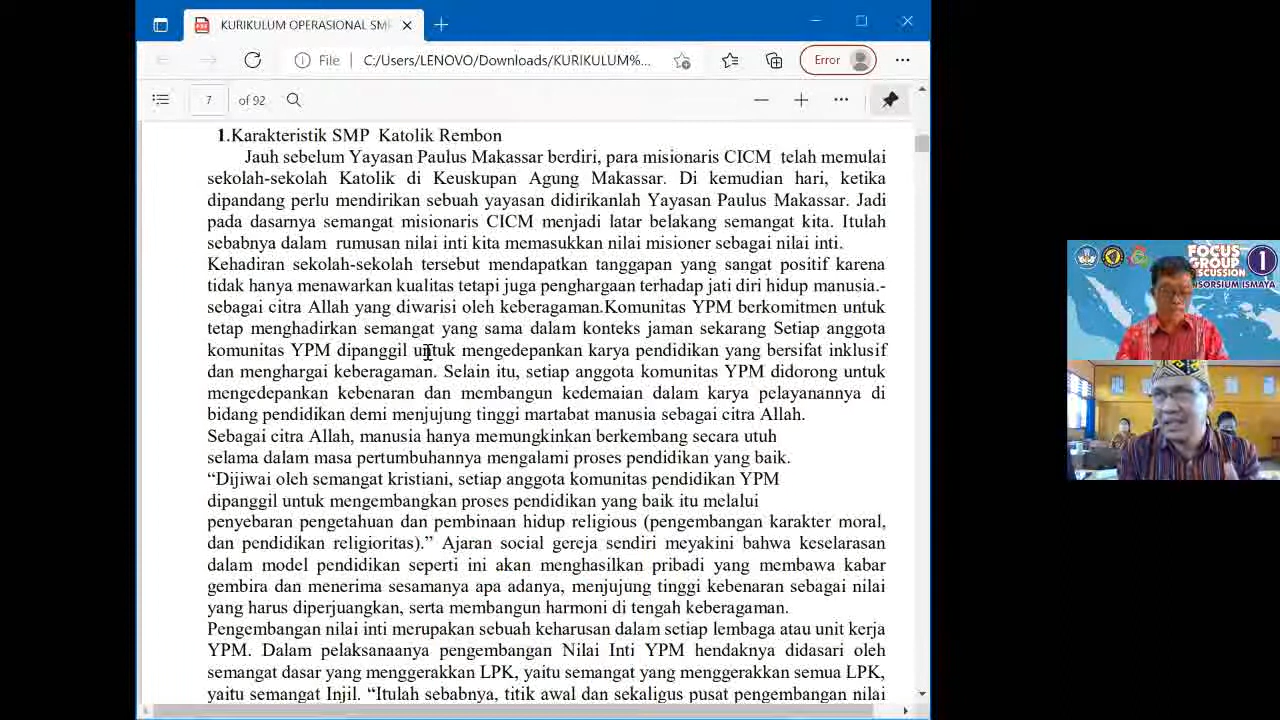 KURIKULUM OPERASIONAL SMP
File C:/Users/LENOVO/Downloads/KURIKULUM%... Error
7 of 92
1.Karakteristik SMP Katolik Rembon
Jauh sebelum Yayasan Paulus Makassar berdiri, para misionaris CICM telah memulai
sekolah-sekolah Katolik di Keuskupan Agung Makassar. Di kemudian hari, ketika
dipandang perlu mendirikan sebuah yayasan didirikanlah Yayasan Paulus Makassar. Jadi
pada dasarnya semangat misionaris CICM menjadi latar belakang semangat kita. Itulah
sebabnya dalam rumusan nilai inti kita memasukkan nilai misioner sebagai nilai inti.
Kehadiran sekolah-sekolah tersebut mendapatkan tanggapan yang sangat positif karena
tidak hanya menawarkan kualitas tetapi juga penghargaan terhadap jati diri hidup manusia.-
sebagai citra Allah yang diwarisi oleh keberagaman.Komunitas YPM berkomitmen untuk
tetap menghadirkan semangat yang sama dalam konteks jaman sekarang Setiap anggota
komunitas YPM dipanggil untuk mengedepankan karya pendidikan yang bersifat inklusif
dan menghargai keberagaman. Selain itu, setiap anggota komunitas YPM didorong untuk
mengedepankan kebenaran dan membangun kedemaian dalam karya pelayanannya di
bidang pendidikan demi menjujung tinggi martabat manusia sebagai citra Allah.
Sebagai citra Allah, manusia hanya memungkinkan berkembang secara utuh
selama dalam masa pertumbuhannya mengalami proses pendidikan yang baik.
“Dijiwai oleh semangat kristiani, setiap anggota komunitas pendidikan YPM
dipanggil untuk mengembangkan proses pendidikan yang baik itu melalui
penyebaran pengetahuan dan pembinaan hidup religious (pengembangan karakter moral,
dan pendidikan religioritas).” Ajaran social gereja sendiri meyakini bahwa keselarasan
dalam model pendidikan seperti ini akan menghasilkan pribadi yang membawa kabar
gembira dan menerima sesamanya apa adanya, menjujung tinggi kebenaran sebagai nilai
yang harus diperjuangkan, serta membangun harmoni di tengah keberagaman.
Pengembangan nilai inti merupakan sebuah keharusan dalam setiap lembaga atau unit kerja
YPM. Dalam pelaksanaanya pengembangan Nilai Inti YPM hendaknya didasari oleh
semangat dasar yang menggerakkan LPK, yaitu semangat yang menggerakkan semua LPK,
yaitu semangat Injil. “Itulah sebabnya, titik awal dan sekaligus pusat pengembangan nilai
FOCUS
GROUP 1
SCUSSION
SORSIUM ISMAYA